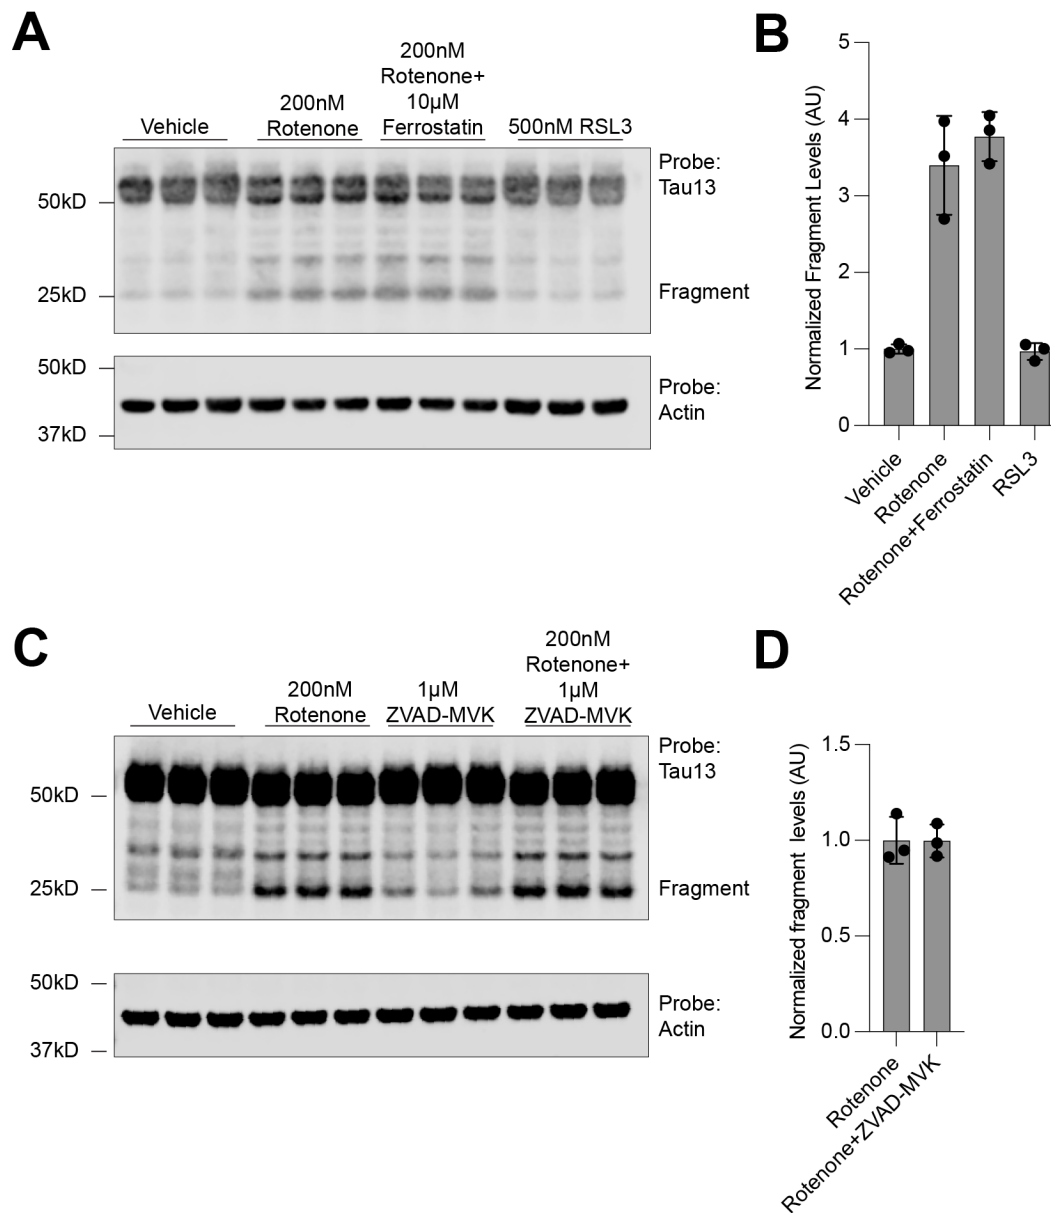 A
Vehicle
200nM
Rotenone
200nM
Rotenone+
10µM
Ferrostatin
500nM RSL3
50kD
25kD
Probe:
Tau13
Fragment
50kD
37kD
Probe:
Actin
B
Normalized Fragment Levels (AU)
5
4
3
2
1
0
Vehicle
Rotenone
Rotenone+Ferrostatin
RSL3
C
Vehicle
200nM
Rotenone
1µM
ZVAD-MVK
200nM
Rotenone+
1µM
ZVAD-MVK
50kD
25kD
Probe:
Tau13
Fragment
50kD
37kD
Probe:
Actin
D
Normalized fragment levels (AU)
1.5
1.0
0.5
0.0
Rotenone
Rotenone+ZVAD-MVK